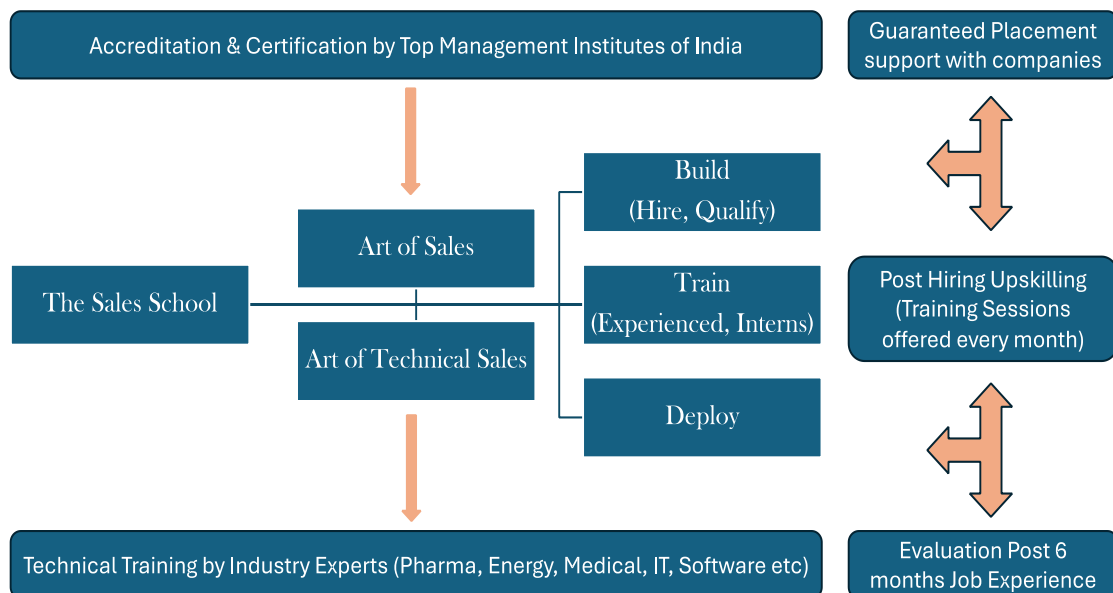 Accreditation & Certification by Top Management Institutes of India
Guaranteed Placement
support with companies
Build
(Hire, Qualify)
Art of Sales
The Sales School
Train
(Experienced, Interns)
Post Hiring Upskilling
(Training Sessions
offered every month)
Art of Technical Sales
Deploy
Technical Training by Industry Experts (Pharma, Energy, Medical, IT, Software etc)
Evaluation Post 6
months Job Experience